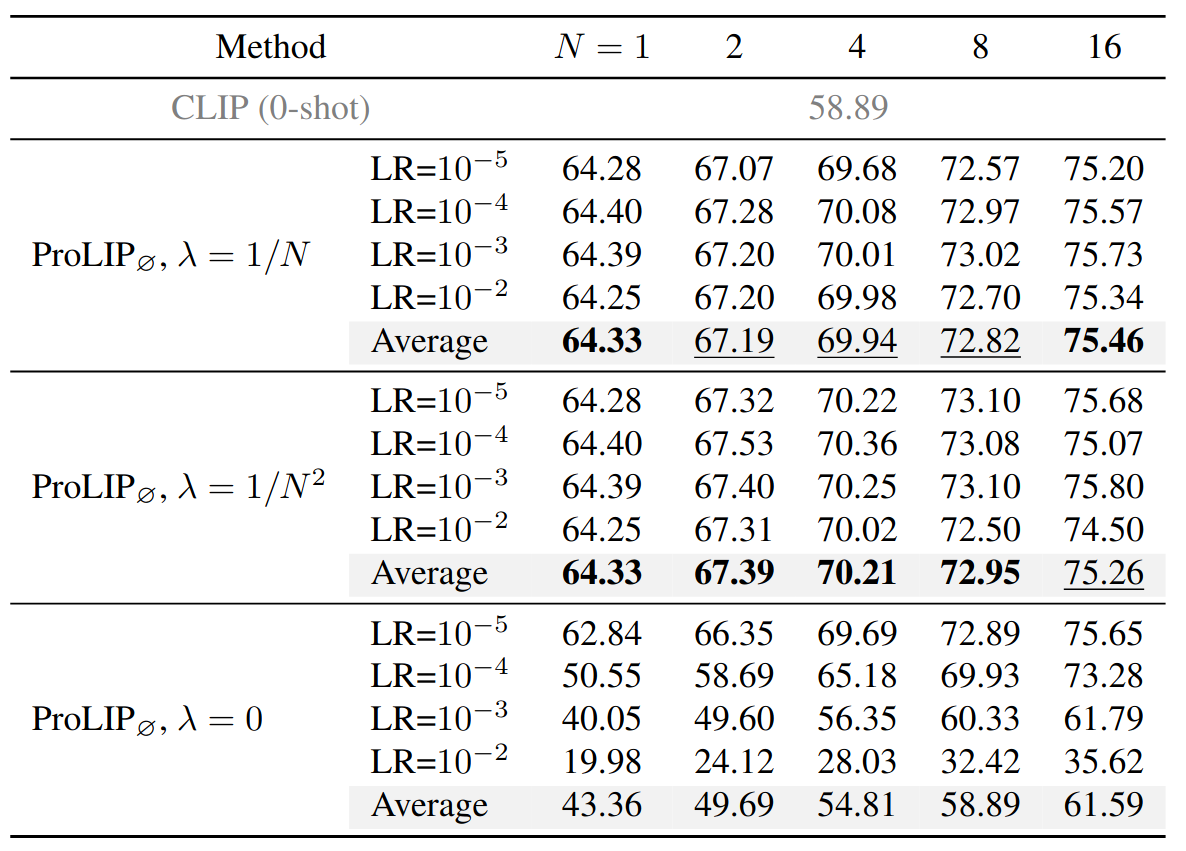 Method N = 1 2 4 8 16
CLIP (0-shot) 58.89
LR=10⁻⁵ 64.28 67.07 69.68 72.57 75.20
LR=10⁻⁴ 64.40 67.28 70.08 72.97 75.57
ProLIP∅, λ = 1/N
LR=10⁻³ 64.39 67.20 70.01 73.02 75.73
LR=10⁻² 64.25 67.20 69.98 72.70 75.34
Average 64.33 67.19 69.94 72.82 75.46
LR=10⁻⁵ 64.28 67.32 70.22 73.10 75.68
LR=10⁻⁴ 64.40 67.53 70.36 73.08 75.07
ProLIP∅, λ = 1/N²
LR=10⁻³ 64.39 67.40 70.25 73.10 75.80
LR=10⁻² 64.25 67.31 70.02 72.50 74.50
Average 64.33 67.39 70.21 72.95 75.26
LR=10⁻⁵ 62.84 66.35 69.69 72.89 75.65
LR=10⁻⁴ 50.55 58.69 65.18 69.93 73.28
ProLIP∅, λ = 0
LR=10⁻³ 40.05 49.60 56.35 60.33 61.79
LR=10⁻² 19.98 24.12 28.03 32.42 35.62
Average 43.36 49.69 54.81 58.89 61.59